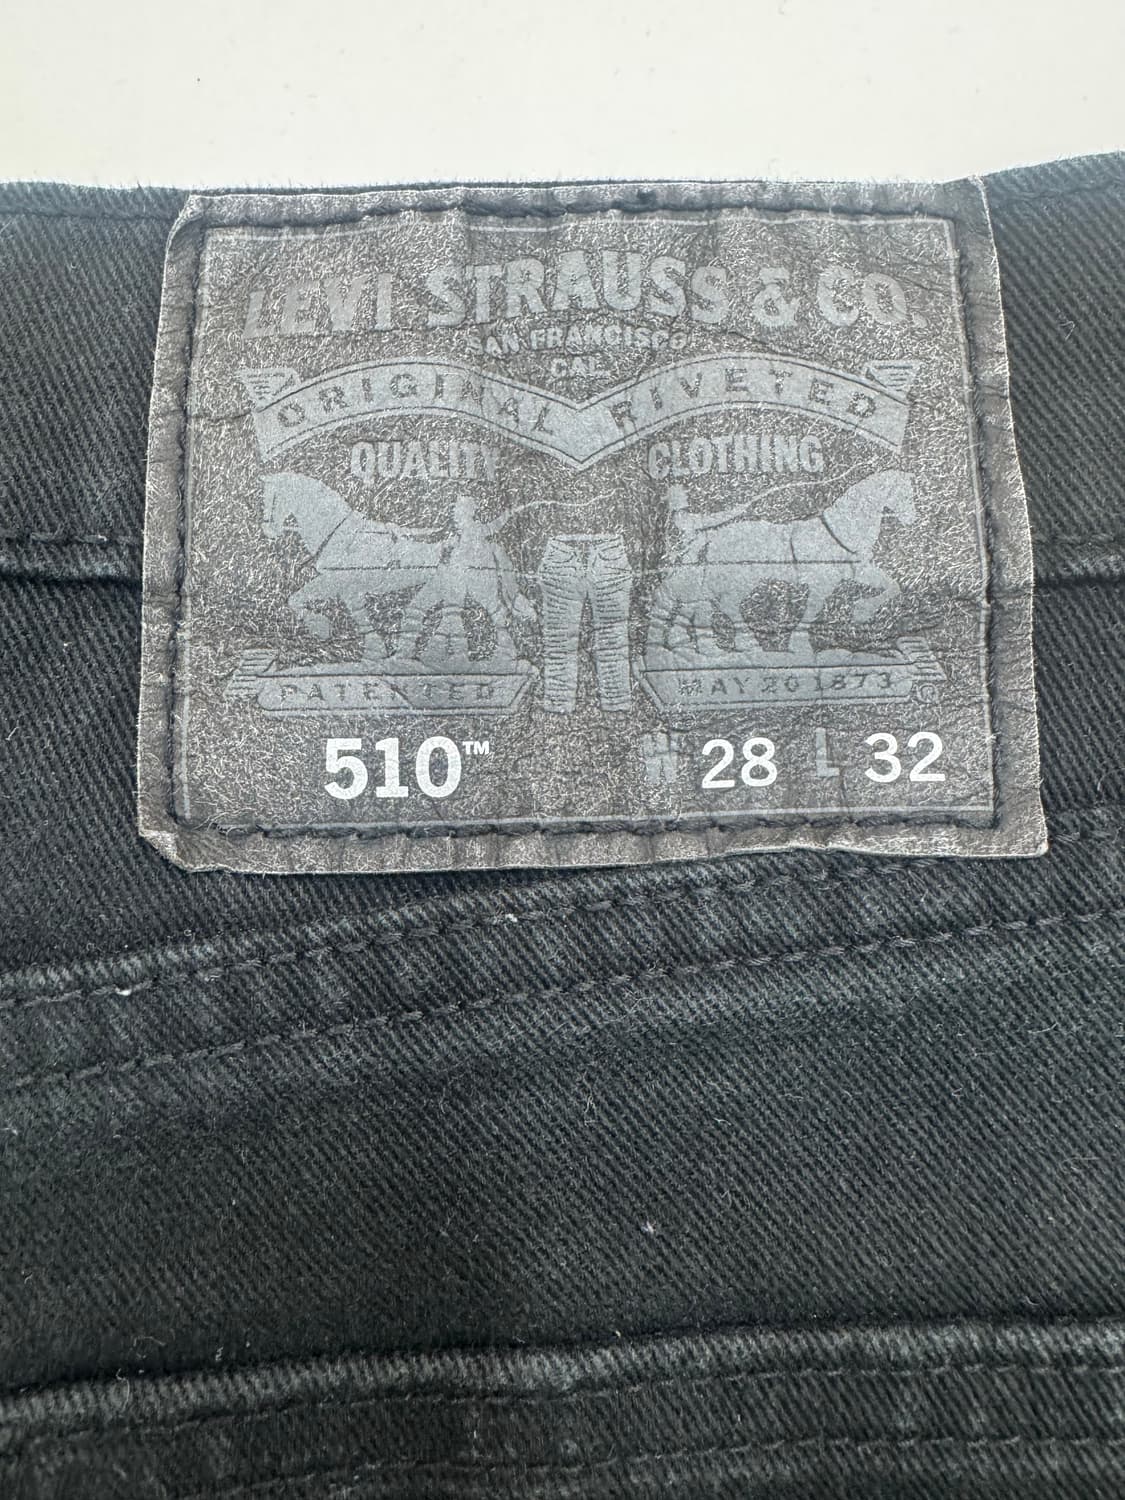 LEVI STRAUSS & CO.
SAN FRANCISCO
CAL
ORIGINAL RIVETED
QUALITY CLOTHING
PATENTED MAY 20 1873 ©
510™ W 28 L 32